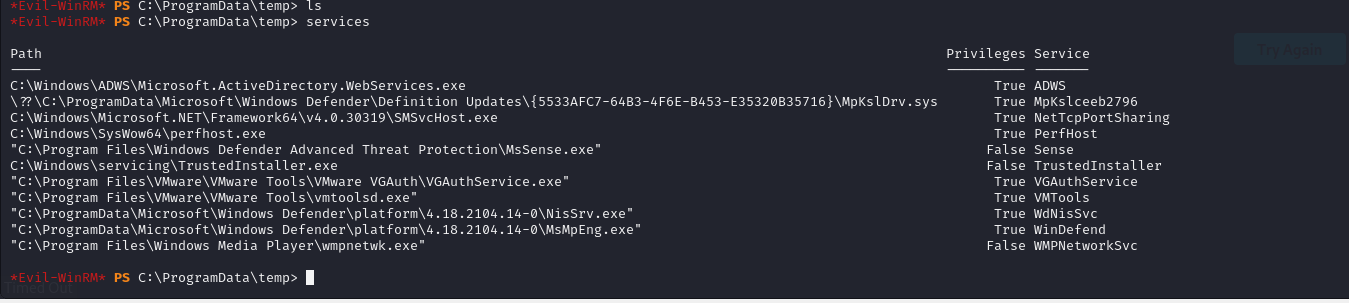 *Evil-WinRM* PS C:\ProgramData\temp> ls
*Evil-WinRM* PS C:\ProgramData\temp> services
Path Privileges Service
---- ---------- -------
C:\Windows\ADWS\Microsoft.ActiveDirectory.WebServices.exe True ADWS
\??\C:\ProgramData\Microsoft\Windows Defender\Definition Updates\{5533AFC7-64B3-4F6E-B453-E35320B35716}\MpKslDrv.sys True MpKslceeb2796
C:\Windows\Microsoft.NET\Framework64\v4.0.30319\SMSvcHost.exe True NetTcpPortSharing
C:\Windows\SysWow64\perfhost.exe True PerfHost
"C:\Program Files\Windows Defender Advanced Threat Protection\MsSense.exe" False Sense
C:\Windows\servicing\TrustedInstaller.exe False TrustedInstaller
"C:\Program Files\VMware\VMware Tools\VMware VGAuth\VGAuthService.exe" True VGAuthService
"C:\Program Files\VMware\VMware Tools\vmtoolsd.exe" True VMTools
"C:\ProgramData\Microsoft\Windows Defender\platform\4.18.2104.14-0\NisSrv.exe" True WdNisSvc
"C:\ProgramData\Microsoft\Windows Defender\platform\4.18.2104.14-0\MsMpEng.exe" True WinDefend
"C:\Program Files\Windows Media Player\wmpnetwk.exe" False WMPNetworkSvc
*Evil-WinRM* PS C:\ProgramData\temp>
Try Again
Timed Out